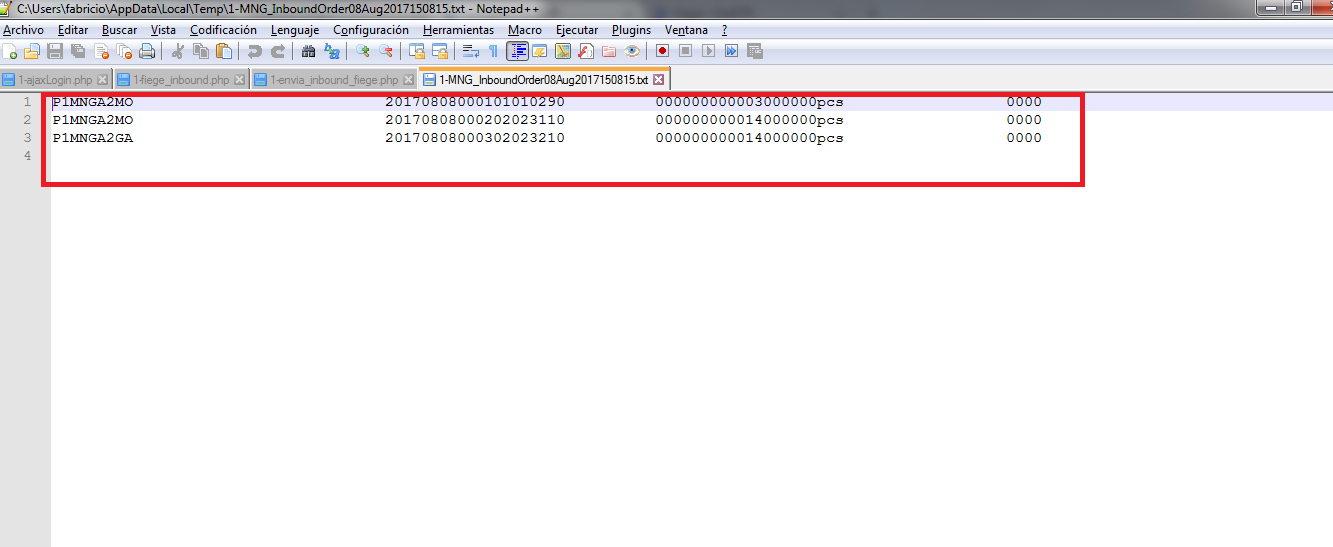 C:\Users\fabricio\AppData\Local\Temp\1-MNG_InboundOrder08Aug2017150815.txt - Notepad++
Archivo Editar Buscar Vista Codificación Lenguaje Configuración Herramientas Macro Ejecutar Plugins Ventana ?
1-ajaxLogin.php 1-fiege_inbound.php 1-envia_inbound_fiege.php 1-MNG_InboundOrder08Aug2017150815.txt
1 P1MNGA2MO 20170808000101010290 000000000003000000pcs 0000
2 P1MNGA2MO 20170808000202023110 000000000014000000pcs 0000
3 P1MNGA2GA 20170808000302023210 000000000014000000pcs 0000
4